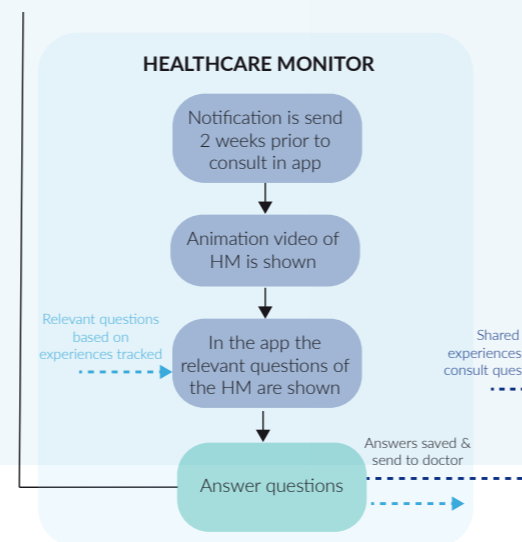 HEALTHCARE MONITOR
Notification is send
2 weeks prior to
consult in app
Animation video of
HM is shown
Relevant questions
based on
experiences tracked
In the app the
relevant questions of
the HM are shown
Shared
experiences
consult ques
Answers saved &
send to doctor
Answer questions